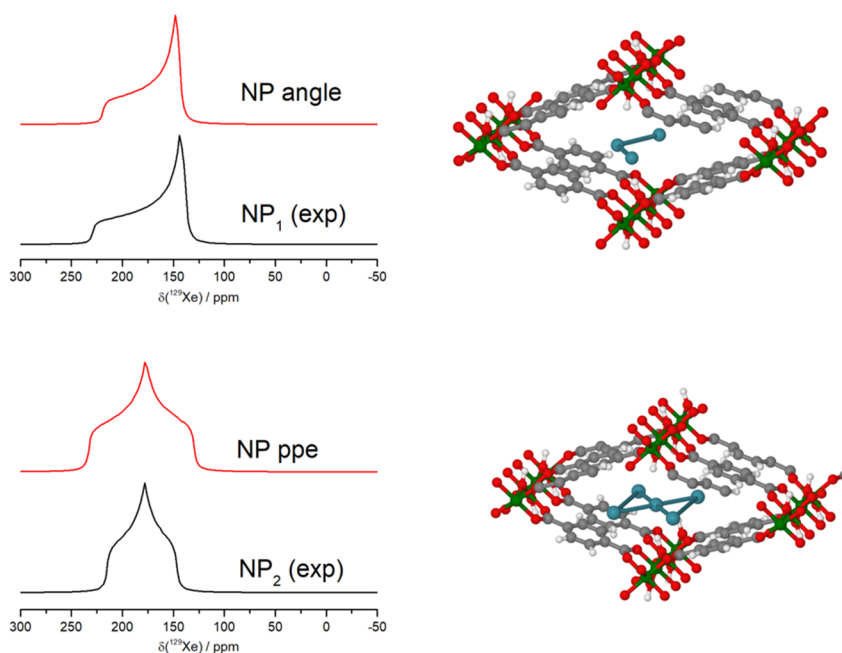 NP angle
NP₁ (exp)
300 250 200 150 100 50 0 -50
δ(¹²⁹Xe) / ppm
NP ppe
NP₂ (exp)
300 250 200 150 100 50 0 -50
δ(¹²⁹Xe) / ppm